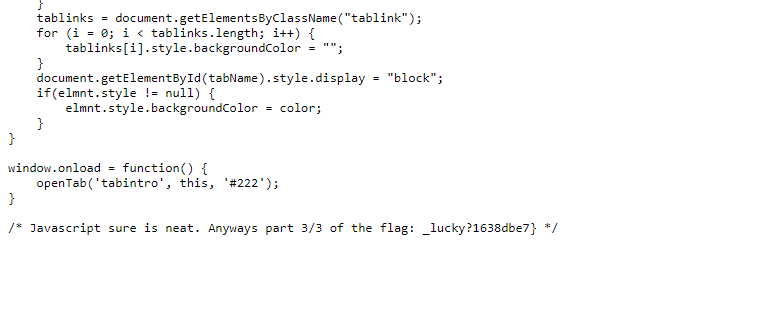 }
tablinks = document.getElementsByClassName("tablink");
for (i = 0; i < tablinks.length; i++) {
tablinks[i].style.backgroundColor = "";
}
document.getElementById(tabName).style.display = "block";
if(elmnt.style != null) {
elmnt.style.backgroundColor = color;
}
}
window.onload = function() {
openTab('tabintro', this, '#222');
}
/* Javascript sure is neat. Anyways part 3/3 of the flag: _lucky?1638dbe7} */